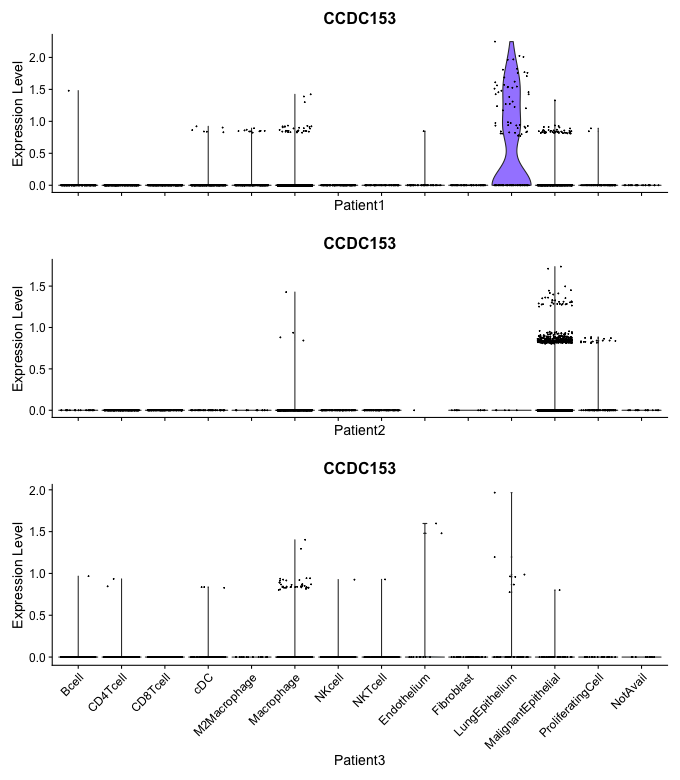 CCDC153
Expression Level
2.0
1.5
1.0
0.5
0.0
Patient1
CCDC153
Expression Level
1.5
1.0
0.5
0.0
Patient2
CCDC153
Expression Level
2.0
1.5
1.0
0.5
0.0
Bcell
CD4Tcell
CD8Tcell
cDC
M2Macrophage
Macrophage
NKcell
NKTcell
Endothelium
Fibroblast
LungEpithelium
MalignantEpithelial
ProliferatingCell
NotAvail
Patient3